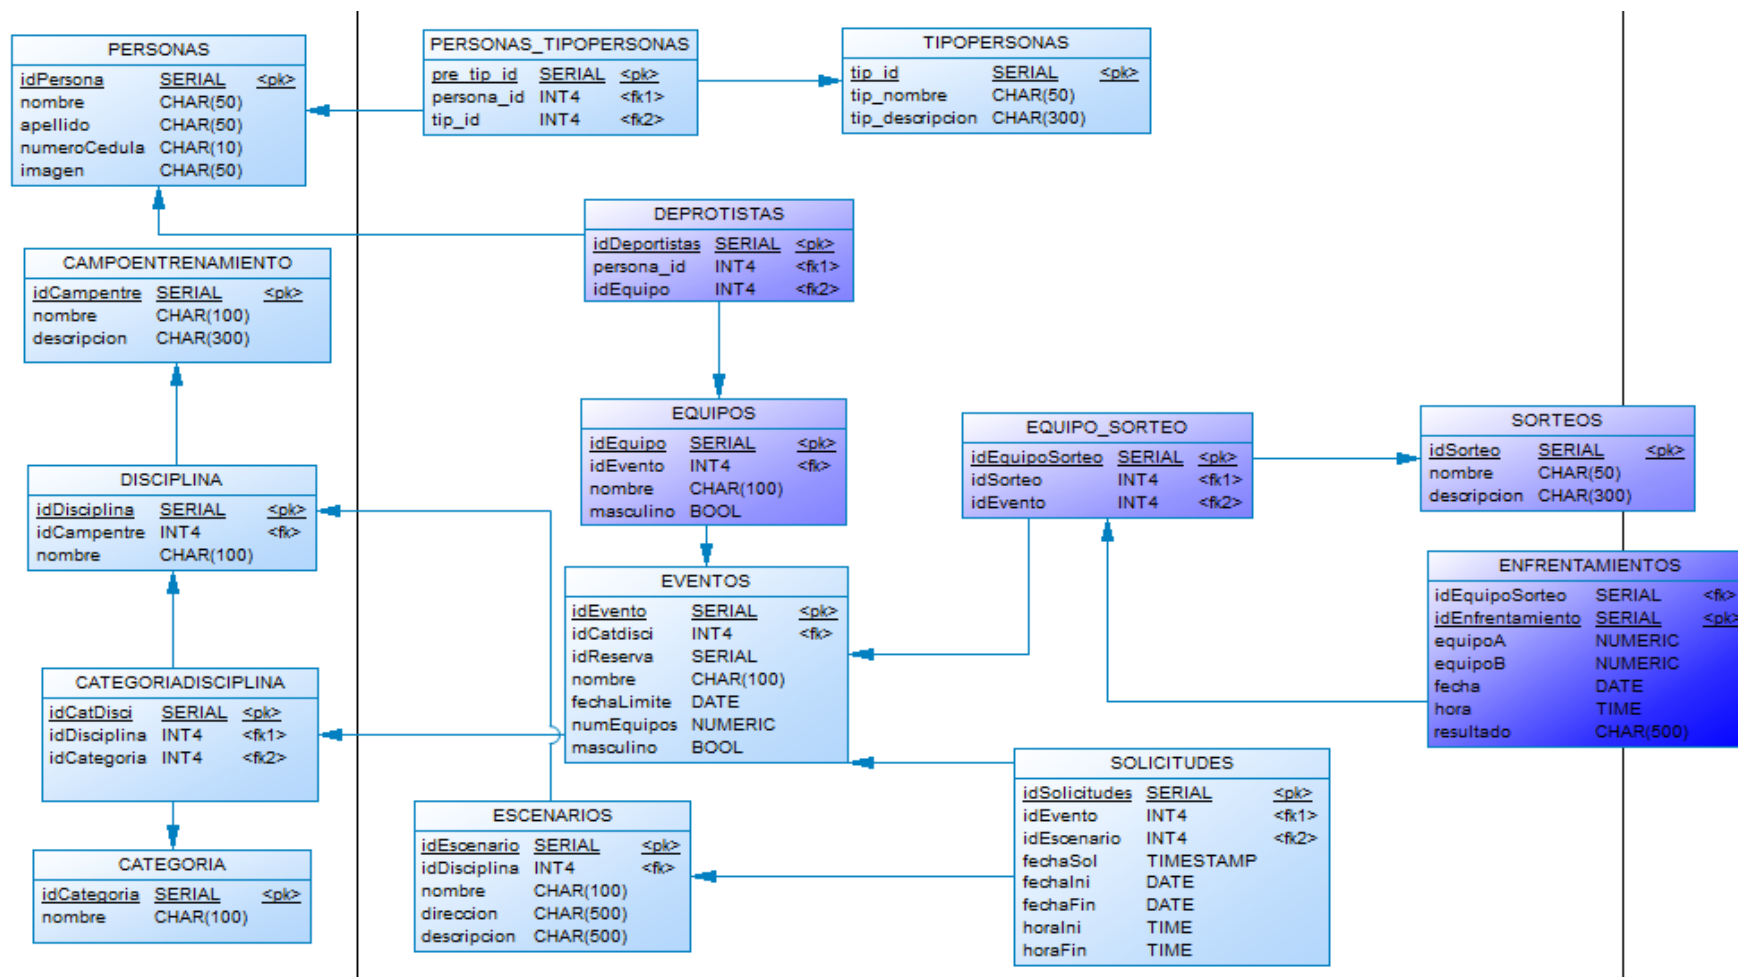 PERSONAS
idPersona SERIAL <pk>
nombre CHAR(50)
apellido CHAR(50)
numeroCedula CHAR(10)
imagen CHAR(50)
PERSONAS_TIPOPERSONAS
pre_tip_id SERIAL <pk>
persona_id INT4 <fk1>
tip_id INT4 <fk2>
TIPOPERSONAS
tip_id SERIAL <pk>
tip_nombre CHAR(50)
tip_descripcion CHAR(300)
DEPROTISTAS
idDeportistas SERIAL <pk>
persona_id INT4 <fk1>
idEquipo INT4 <fk2>
CAMPOENTRENAMIENTO
idCampentre SERIAL <pk>
nombre CHAR(100)
descripcion CHAR(300)
EQUIPOS
idEquipo SERIAL <pk>
idEvento INT4 <fk>
nombre CHAR(100)
masculino BOOL
EQUIPO_SORTEO
idEquipoSorteo SERIAL <pk>
idSorteo INT4 <fk1>
idEvento INT4 <fk2>
SORTEOS
idSorteo SERIAL <pk>
nombre CHAR(50)
descripcion CHAR(300)
DISCIPLINA
idDisciplina SERIAL <pk>
idCampentre INT4 <fk>
nombre CHAR(100)
EVENTOS
idEvento SERIAL <pk>
idCatdisci INT4 <fk>
idReserva SERIAL
nombre CHAR(100)
fechaLimite DATE
numEquipos NUMERIC
masculino BOOL
ENFRENTAMIENTOS
idEquipoSorteo SERIAL <fk>
idEnfrentamiento SERIAL <pk>
equipoA NUMERIC
equipoB NUMERIC
fecha DATE
hora TIME
resultado CHAR(500)
CATEGORIADISCIPLINA
idCatDisci SERIAL <pk>
idDisciplina INT4 <fk1>
idCategoria INT4 <fk2>
SOLICITUDES
idSolicitudes SERIAL <pk>
idEvento INT4 <fk1>
idEscenario INT4 <fk2>
fechaSol TIMESTAMP
fechaIni DATE
fechaFin DATE
horaIni TIME
horaFin TIME
ESCENARIOS
idEscenario SERIAL <pk>
idDisciplina INT4 <fk>
nombre CHAR(100)
direccion CHAR(500)
descripcion CHAR(500)
CATEGORIA
idCategoria SERIAL <pk>
nombre CHAR(100)